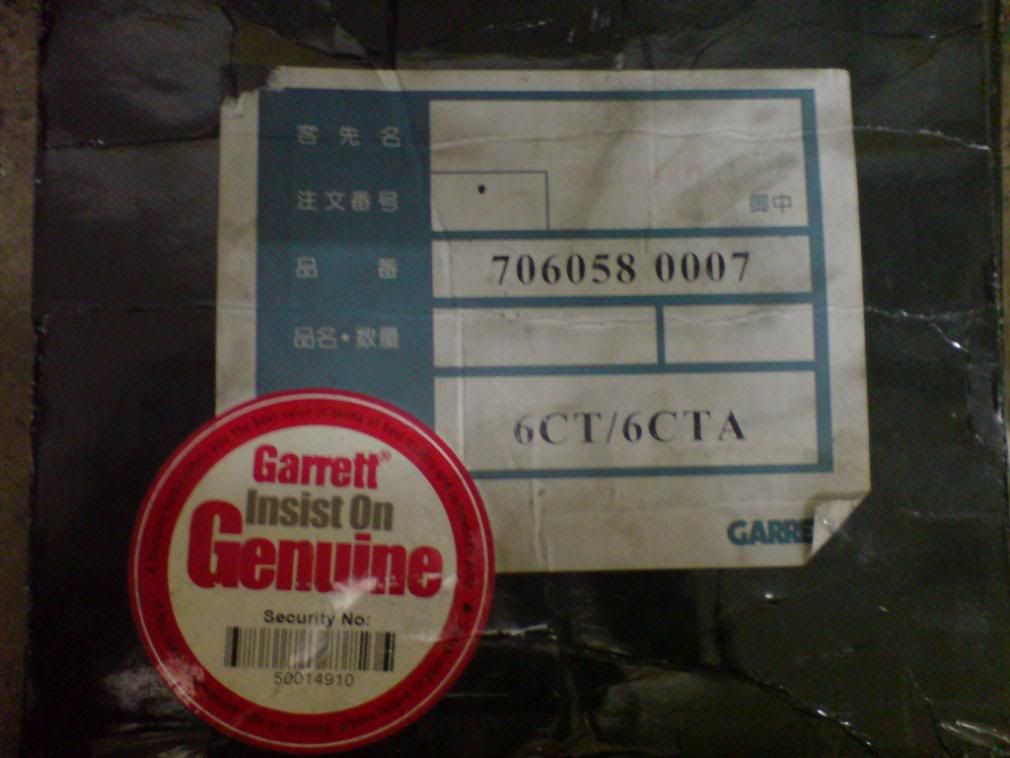 客先名
注文番号
御中
品番
706058 0007
品名・数量
6CT/6CTA
GARRE
Garrett®
Insist On
Genuine
Security No:
50014910